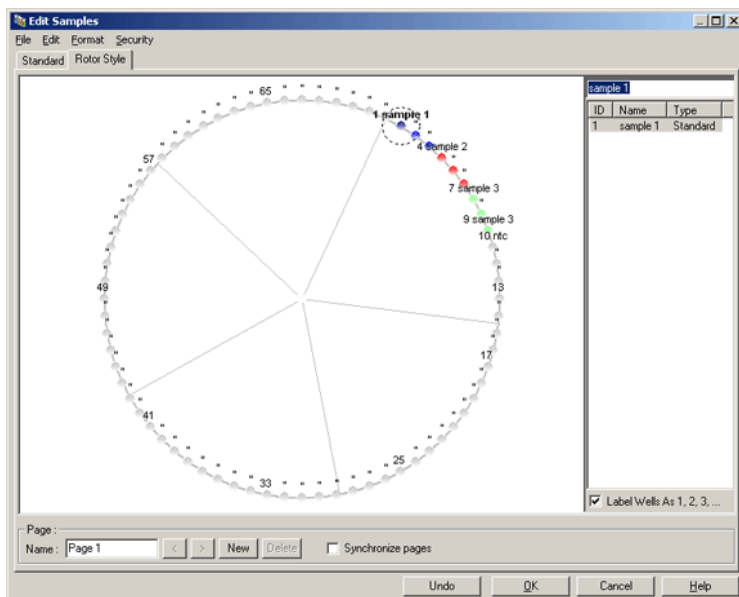 Edit Samples
File Edit Format Security
Standard Rotor Style
sample 1
ID Name Type
1 sample 1 Standard
65
1 sample 1
4 sample 2
57
7 sample 3
9 sample 3
10 ntc
49
13
17
41
25
33
Label Wells As 1, 2, 3, ...
Page :
Name : Page 1 < > New Delete Synchronize pages
Undo OK Cancel Help